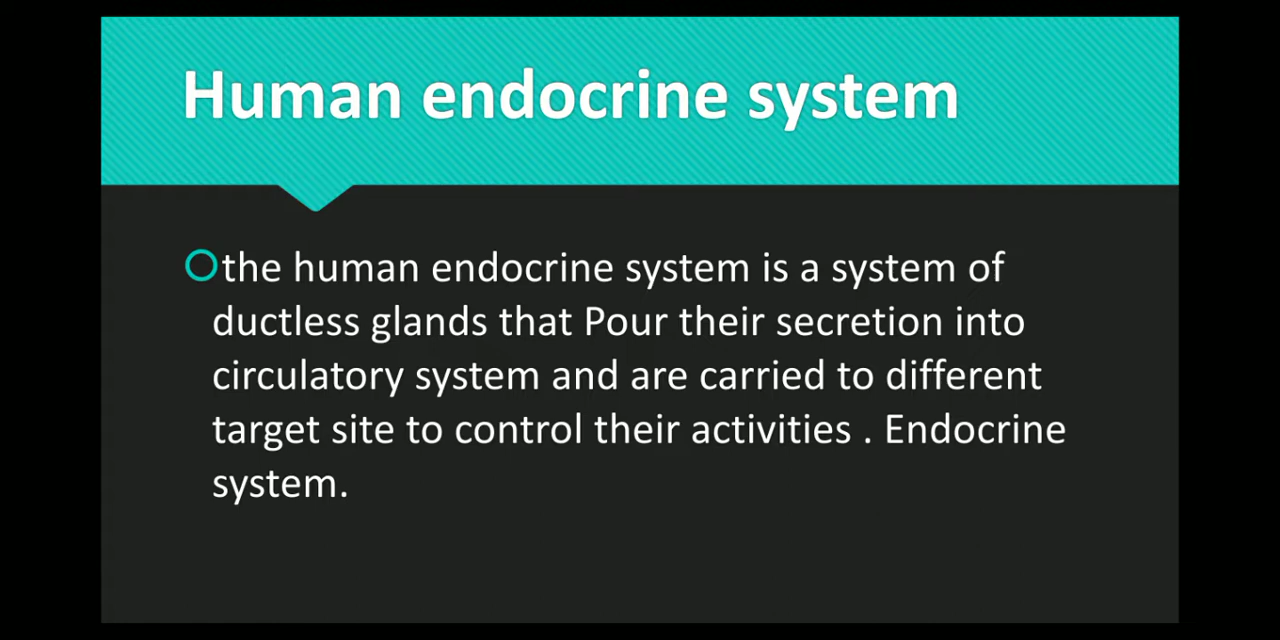 Human endocrine system
the human endocrine system is a system of
ductless glands that Pour their secretion into
circulatory system and are carried to different
target site to control their activities . Endocrine
system.